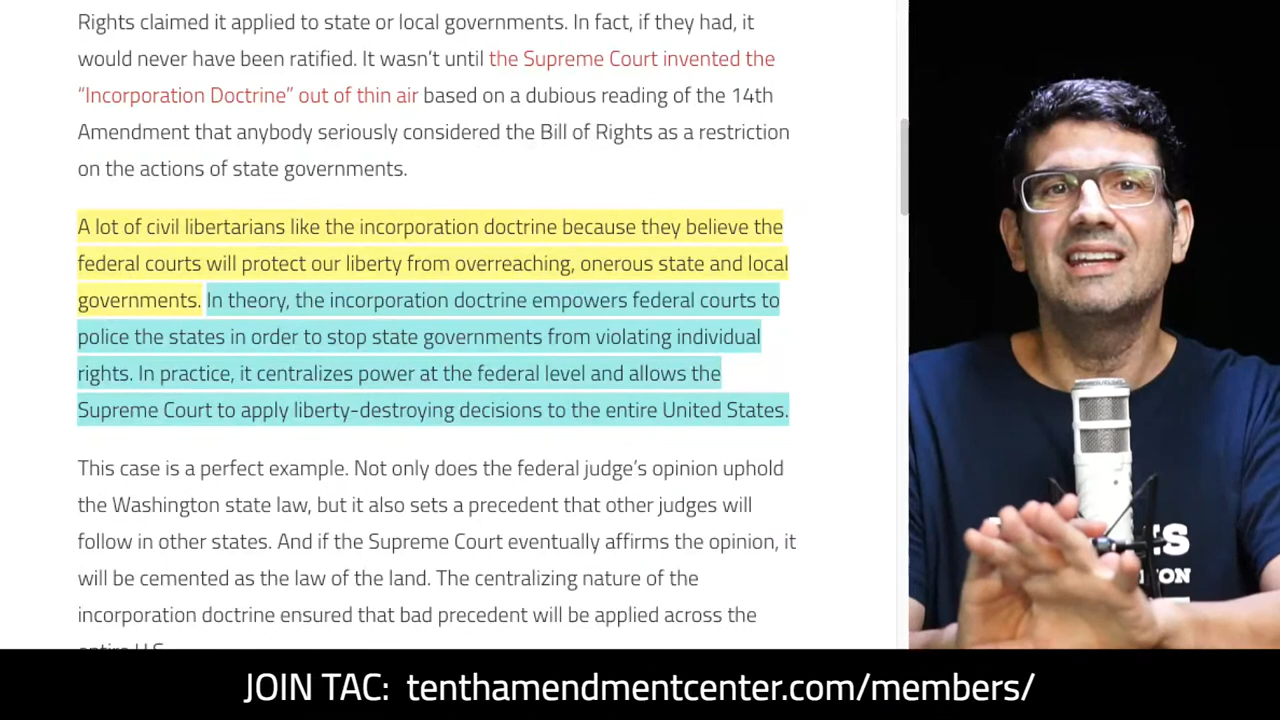 Rights claimed it applied to state or local governments. In fact, if they had, it
would never have been ratified. It wasn’t until the Supreme Court invented the
“Incorporation Doctrine” out of thin air based on a dubious reading of the 14th
Amendment that anybody seriously considered the Bill of Rights as a restriction
on the actions of state governments.
A lot of civil libertarians like the incorporation doctrine because they believe the
federal courts will protect our liberty from overreaching, onerous state and local
governments. In theory, the incorporation doctrine empowers federal courts to
police the states in order to stop state governments from violating individual
rights. In practice, it centralizes power at the federal level and allows the
Supreme Court to apply liberty-destroying decisions to the entire United States.
This case is a perfect example. Not only does the federal judge’s opinion uphold
the Washington state law, but it also sets a precedent that other judges will
follow in other states. And if the Supreme Court eventually affirms the opinion, it
will be cemented as the law of the land. The centralizing nature of the
incorporation doctrine ensured that bad precedent will be applied across the
entire U.S.
JOIN TAC: tenthamendmentcenter.com/members/